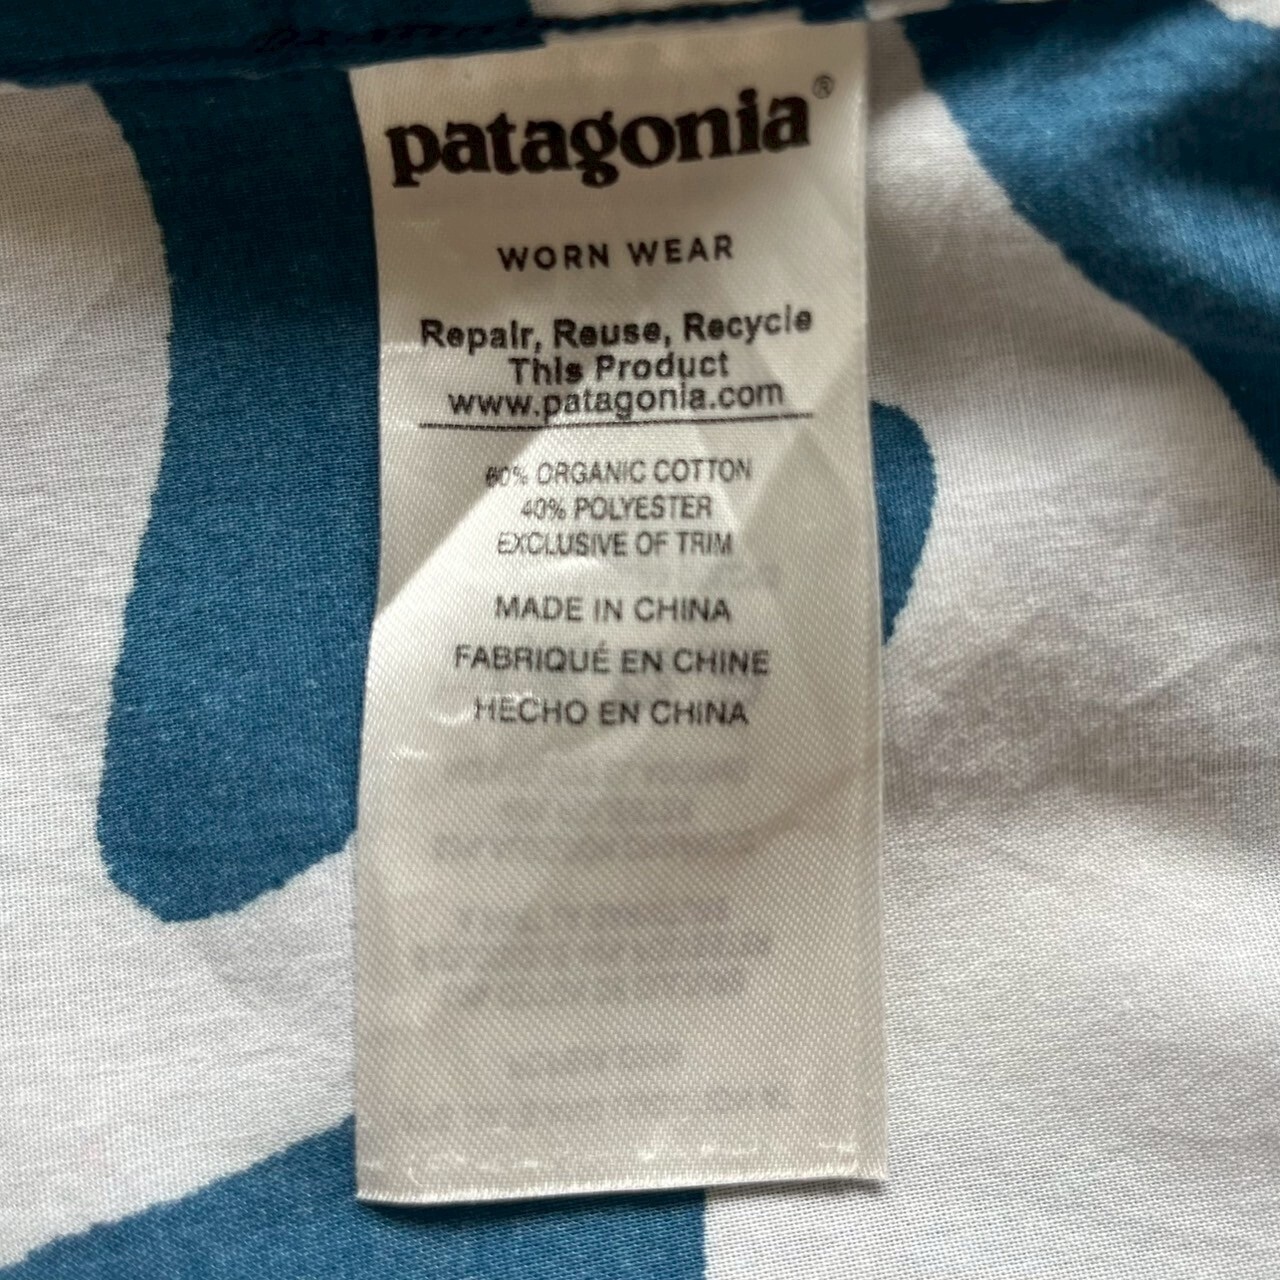 patagonia®
WORN WEAR
Repair, Reuse, Recycle
This Product
www.patagonia.com
60% ORGANIC COTTON
40% POLYESTER
EXCLUSIVE OF TRIM
MADE IN CHINA
FABRIQUÉ EN CHINE
HECHO EN CHINA